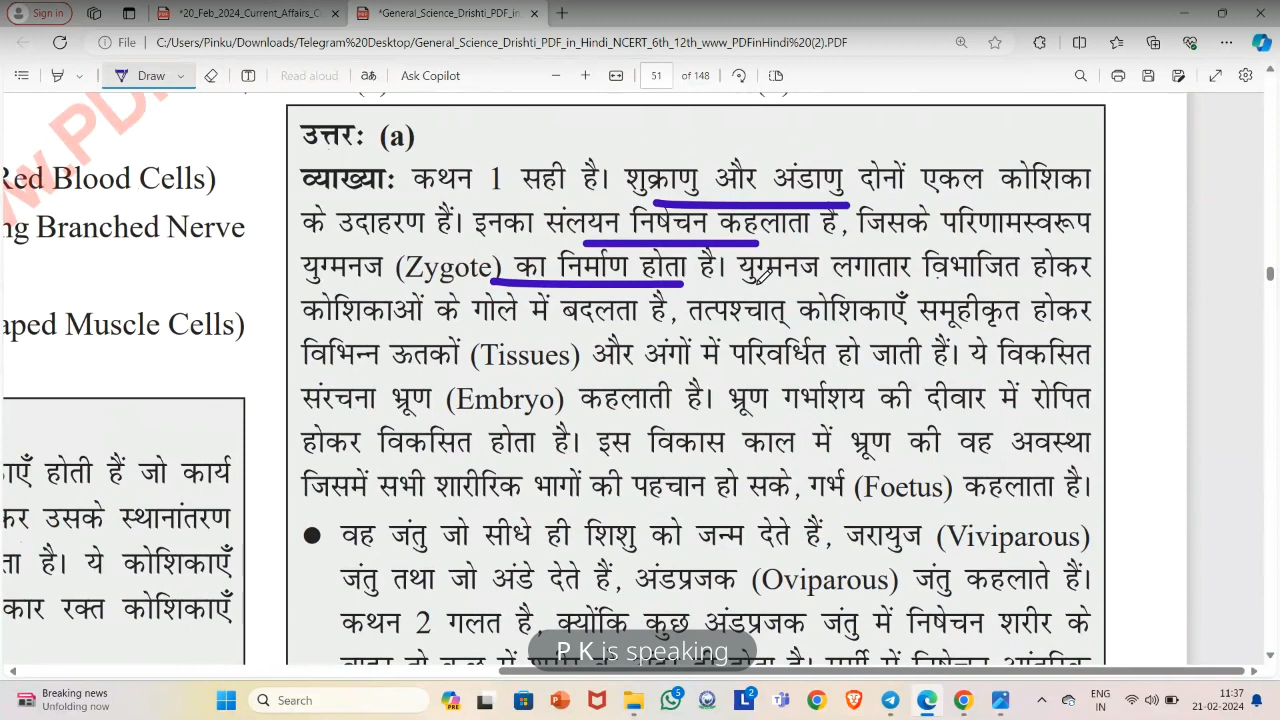 Sign in
*20_Feb_2024_Current_Affairs_C
*General_Science_Drishti_PDF_in
File
C:/Users/Pinku/Downloads/Telegram%20Desktop/General_Science_Drishti_PDF_in_Hindi_NCERT_6th_12th_www_PDFinHindi%20(2).PDF
Draw
Read aloud
Ask Copilot
51 of 148
Red Blood Cells)
ng Branched Nerve
aped Muscle Cells)
ाएँ होती हैं जो कार्य
कर उसके स्थानांतरण
ता है। ये कोशिकाएँ
कार रक्त कोशिकाएँ
उत्तरः (a)
व्याख्याः कथन 1 सही है। शुक्राणु और अंडाणु दोनों एकल कोशिका
के उदाहरण हैं। इनका संलयन निषेचन कहलाता है, जिसके परिणामस्वरूप
युग्मनज (Zygote) का निर्माण होता है। युग्मनज लगातार विभाजित होकर
कोशिकाओं के गोले में बदलता है, तत्पश्चात् कोशिकाएँ समूहीकृत होकर
विभिन्न ऊतकों (Tissues) और अंगों में परिवर्धित हो जाती हैं। ये विकसित
संरचना भ्रूण (Embryo) कहलाती है। भ्रूण गर्भाशय की दीवार में रोपित
होकर विकसित होता है। इस विकास काल में भ्रूण की वह अवस्था
जिसमें सभी शारीरिक भागों की पहचान हो सके, गर्भ (Foetus) कहलाता है।
● वह जंतु जो सीधे ही शिशु को जन्म देते हैं, जरायुज (Viviparous)
जंतु तथा जो अंडे देते हैं, अंडप्रजक (Oviparous) जंतु कहलाते हैं।
कथन 2 गलत है, क्योंकि कुछ अंडप्रजक जंतु में निषेचन शरीर के
P K is speaking
Breaking news
Unfolding now
Search
PRE
5
2
ENG
IN
21-02-2024